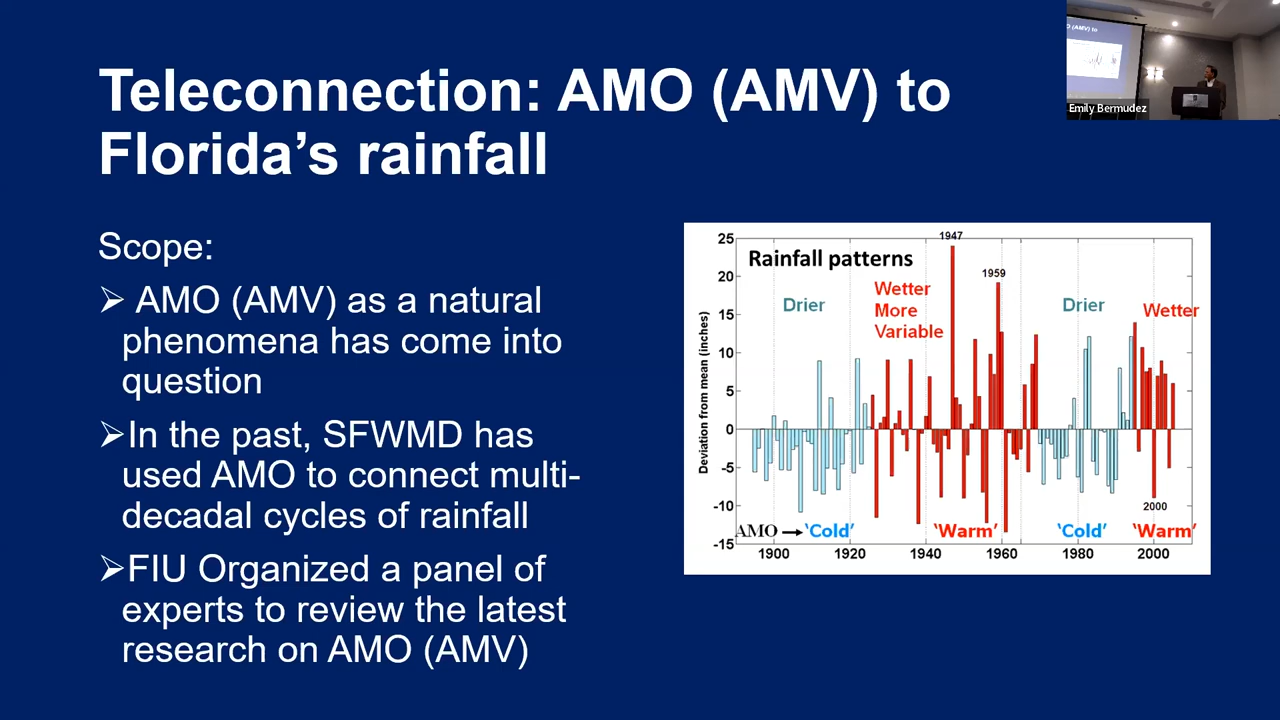 Teleconnection: AMO (AMV) to
Florida’s rainfall
Scope:
➢ AMO (AMV) as a natural
phenomena has come into
question
➢In the past, SFWMD has
used AMO to connect multi-
decadal cycles of rainfall
➢FIU Organized a panel of
experts to review the latest
research on AMO (AMV)
Rainfall patterns
1947
1959
Drier
Wetter
More
Variable
Drier
Wetter
Deviation from mean (inches)
25
20
15
10
5
0
-5
-10
-15
2000
AMO → ‘Cold’ ‘Warm’ ‘Cold’ ‘Warm’
1900 1920 1940 1960 1980 2000
(AMV) to
Emily Bermudez